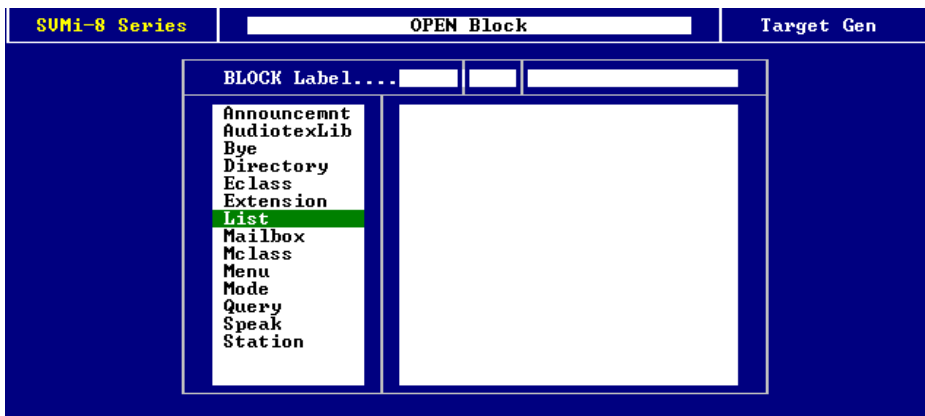 SVMi-8 Series OPEN Block Target Gen
BLOCK Label....
Announcemnt
AudiotexLib
Bye
Directory
Eclass
Extension
List
Mailbox
Mclass
Menu
Mode
Query
Speak
Station